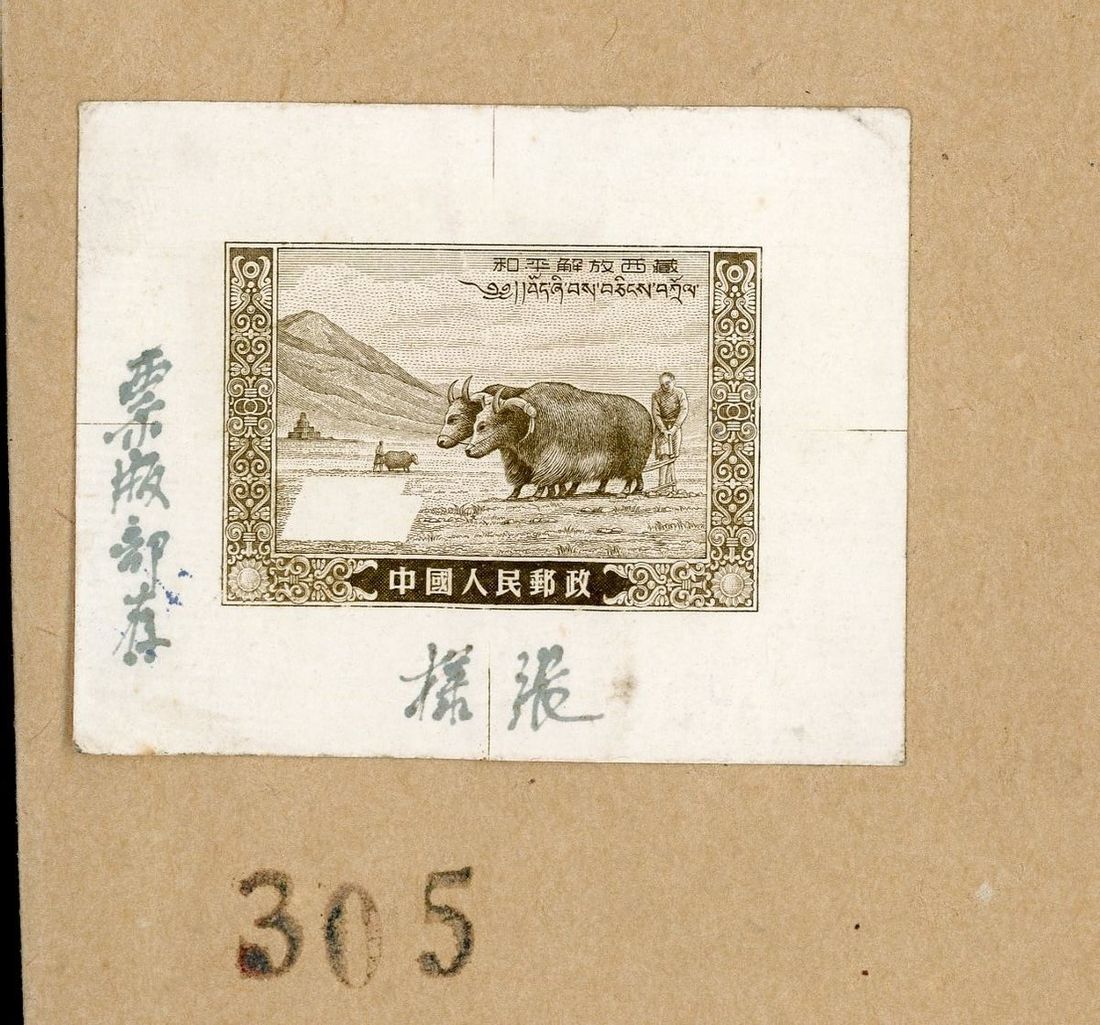 和平解放西藏
༄༅།།བོད་ཞི་བས་བཅིངས་བཀྲོལ་
中國人民郵政
票版部存
樣張
305